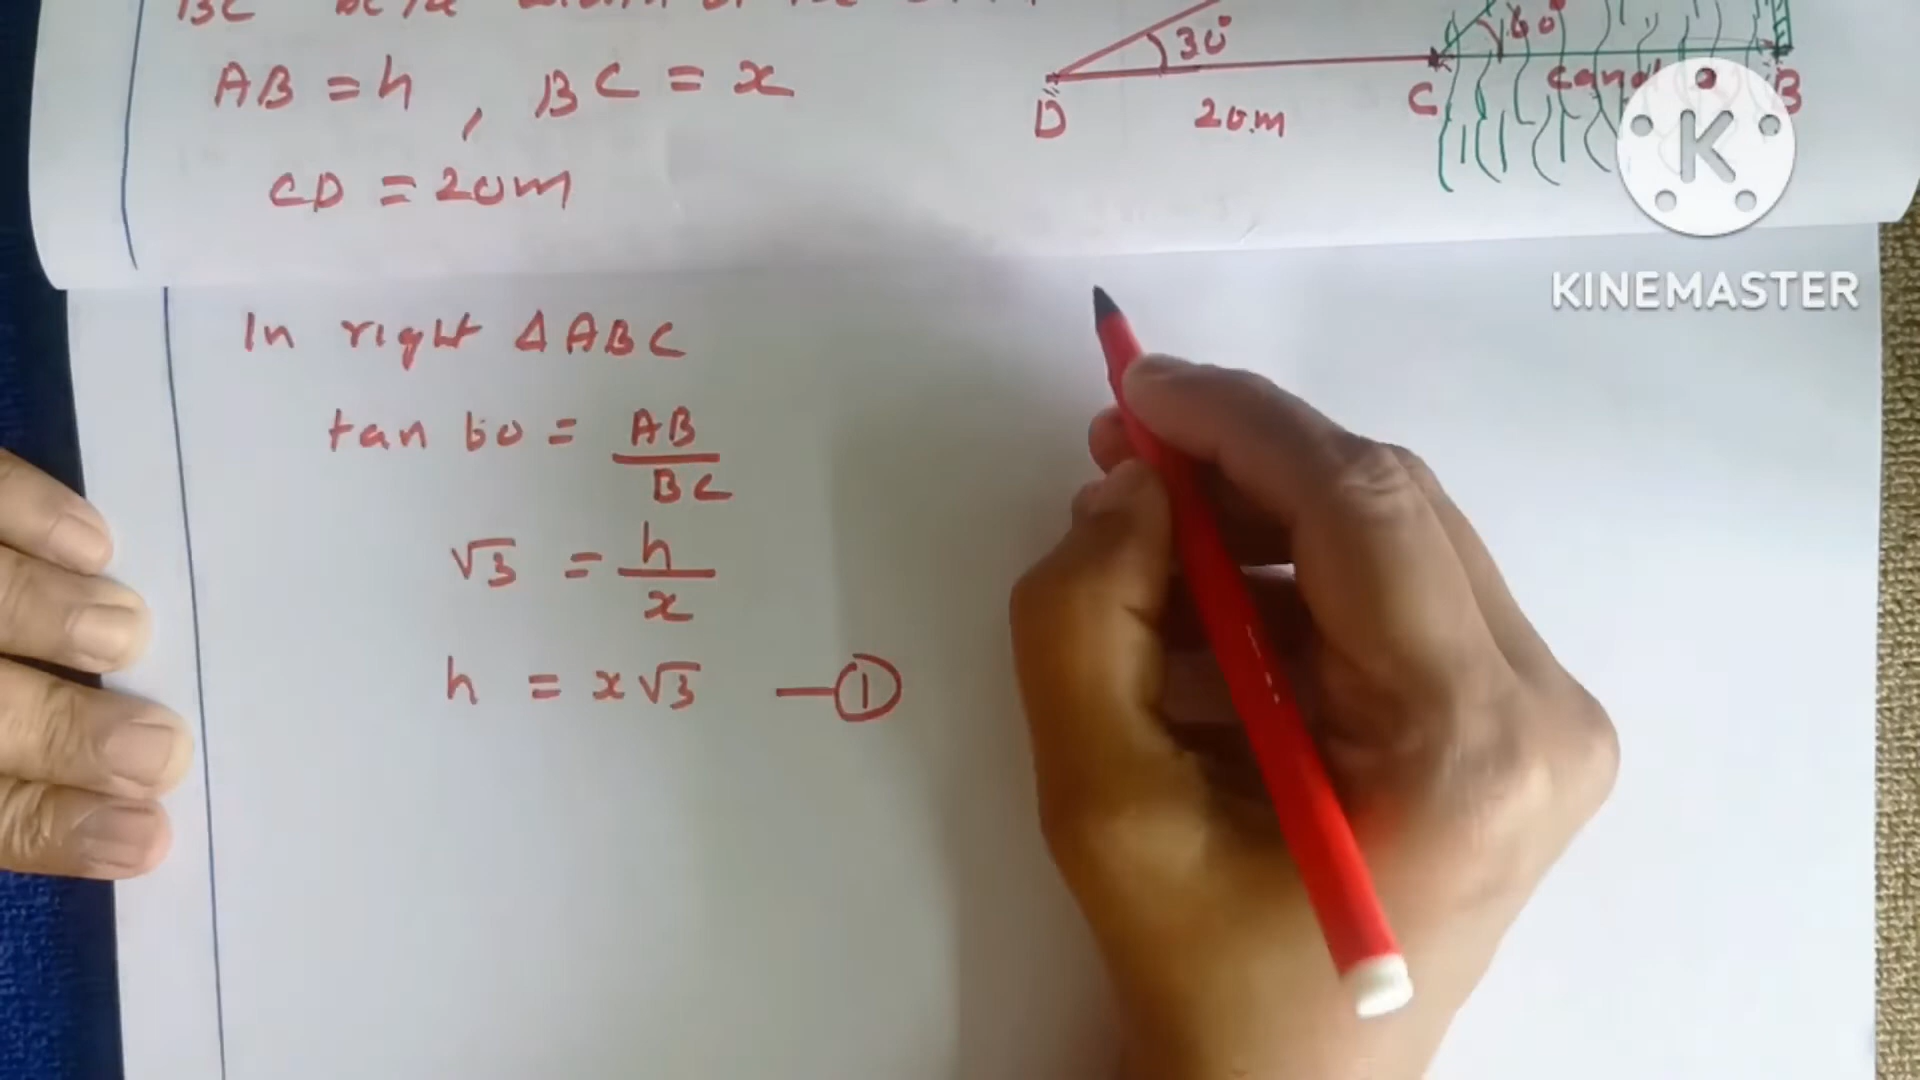 AB = h , BC = x
CD = 20m
30°
60°
D
20m
C
B
K
KINEMASTER
In right ΔABC
tan 60 = AB / BC
√3 = h / x
h = x√3 — ①